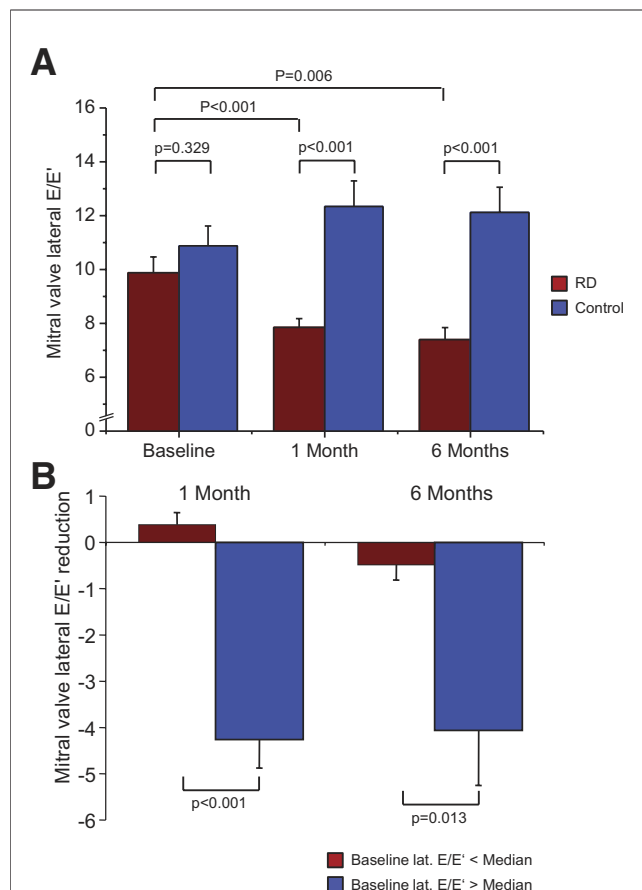 A
P=0.006
P<0.001
p=0.329
p<0.001
p<0.001
Mitral valve lateral E/E'
16
14
12
10
8
6
0
Baseline
1 Month
6 Months
RD
Control
B
1 Month
6 Months
Mitral valve lateral E/E' reduction
1
0
-1
-2
-3
-4
-5
-6
p<0.001
p=0.013
Baseline lat. E/E‘ < Median
Baseline lat. E/E‘ > Median